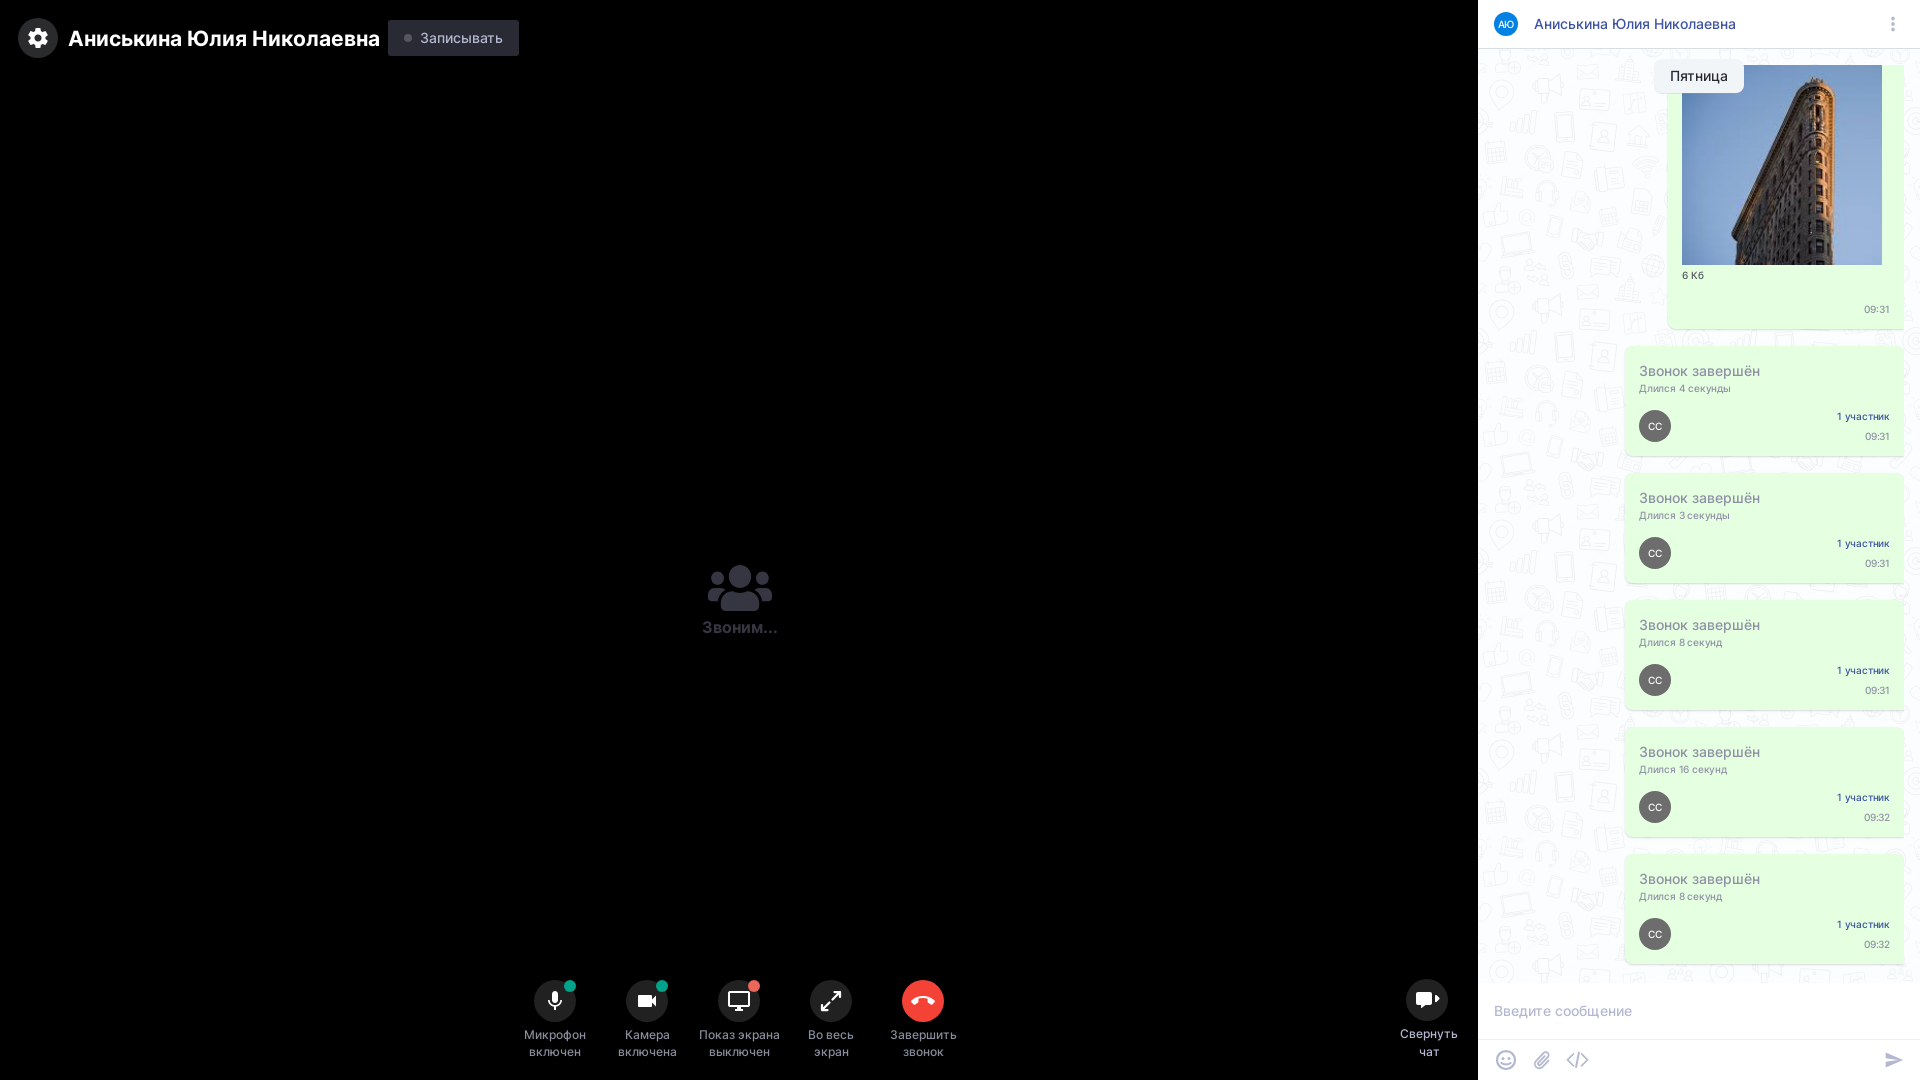 Аниськина Юлия Николаевна
Записывать
Звоним...
Микрофон
включен
Камера
включена
Показ экрана
выключен
Во весь
экран
Завершить
звонок
Свернуть
чат
АЮ
Аниськина Юлия Николаевна
Пятница
6 Кб
09:31
Звонок завершён
Длился 4 секунды
СС
1 участник
09:31
Звонок завершён
Длился 3 секунды
СС
1 участник
09:31
Звонок завершён
Длился 8 секунд
СС
1 участник
09:31
Звонок завершён
Длился 16 секунд
СС
1 участник
09:32
Звонок завершён
Длился 8 секунд
СС
1 участник
09:32
Введите сообщение